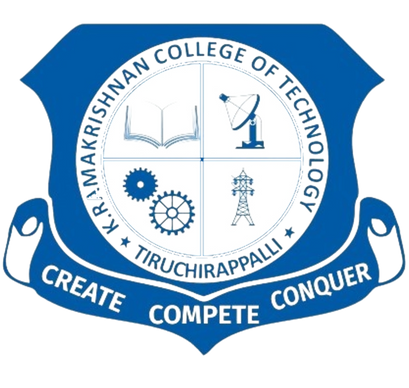 K.RAMAKRISHNAN COLLEGE OF TECHNOLOGY
★ TIRUCHIRAPPALLI ★
CREATE COMPETE CONQUER